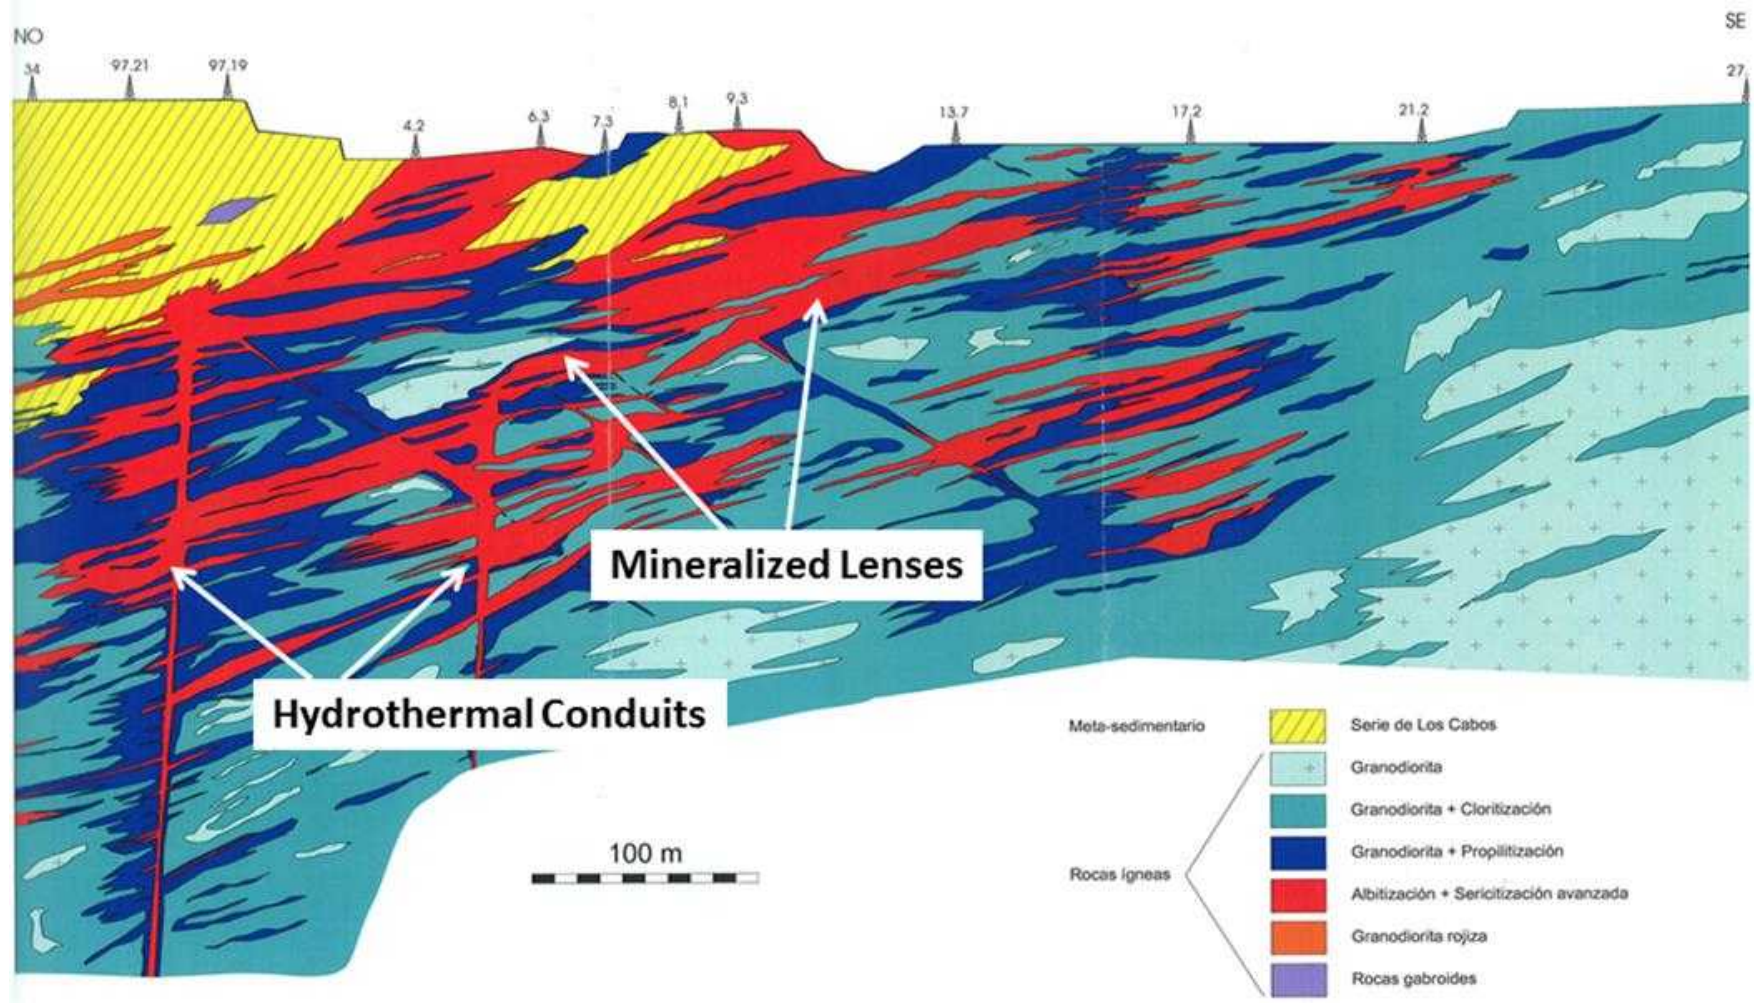 NO
SE
34
97.21
97.19
4.2
6.3
7.3
8.1
9.3
13.7
17.2
21.2
27
Mineralized Lenses
Hydrothermal Conduits
100 m
Meta-sedimentario
Serie de Los Cabos
Granodiorita
Granodiorita + Cloritización
Rocas ígneas
Granodiorita + Propilitización
Albitización + Sericitización avanzada
Granodiorita rojiza
Rocas gabroides